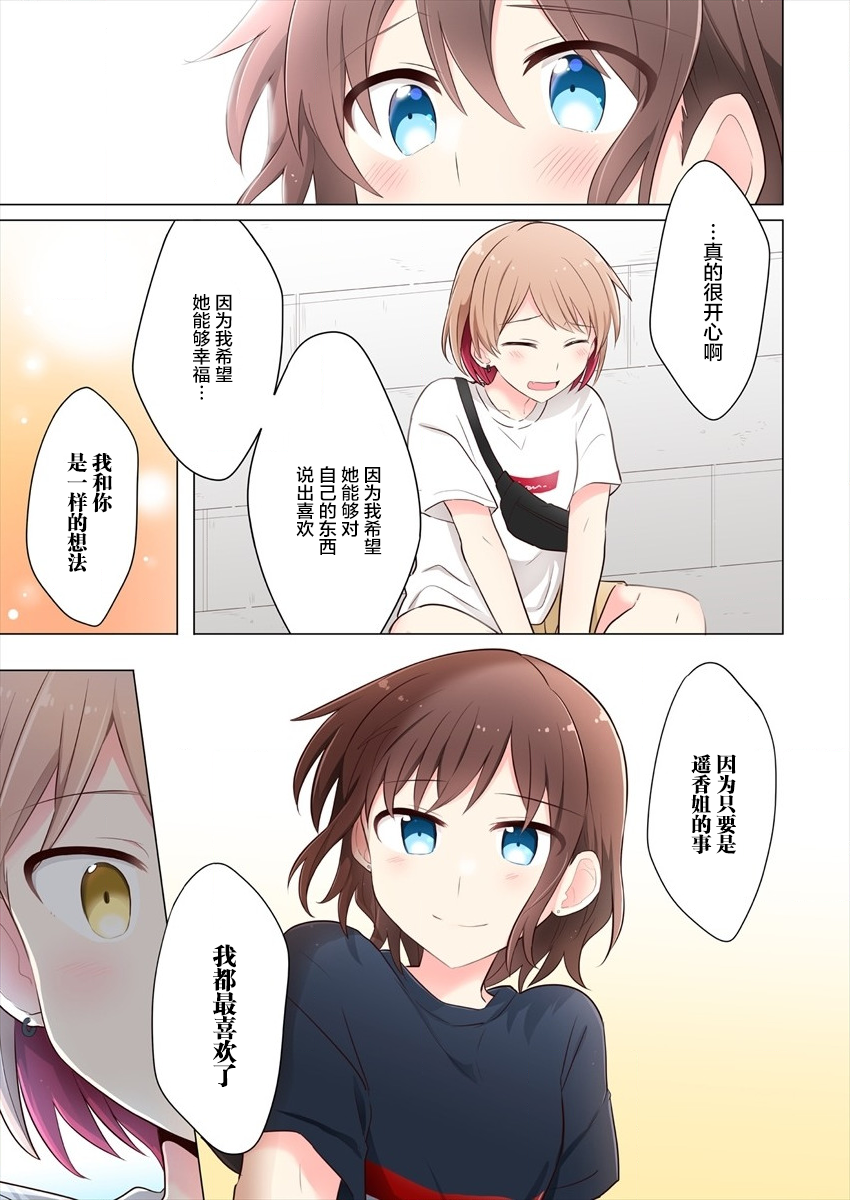 …真的很开心啊
因为我希望
她能够对
自己的东西
说出喜欢
因为我希望
她能够幸福…
我和你
是一样的想法
因为只要是
遥香姐的事
我都最喜欢了